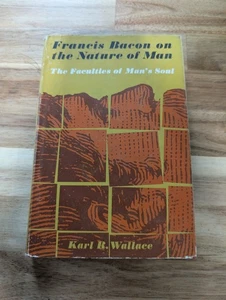 Francis Bacon on
the Nature of Man
The Faculties of Man's Soul
Karl R. Wallace